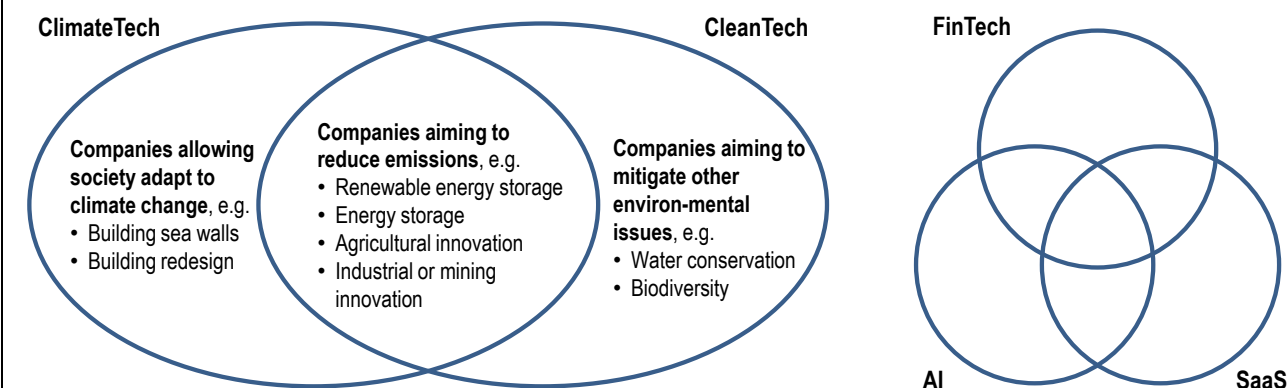 ClimateTech
CleanTech
Companies allowing
society adapt to
climate change, e.g.
• Building sea walls
• Building redesign
Companies aiming to
reduce emissions, e.g.
• Renewable energy storage
• Energy storage
• Agricultural innovation
• Industrial or mining
innovation
Companies aiming to
mitigate other
environ-mental
issues, e.g.
• Water conservation
• Biodiversity
FinTech
AI
SaaS